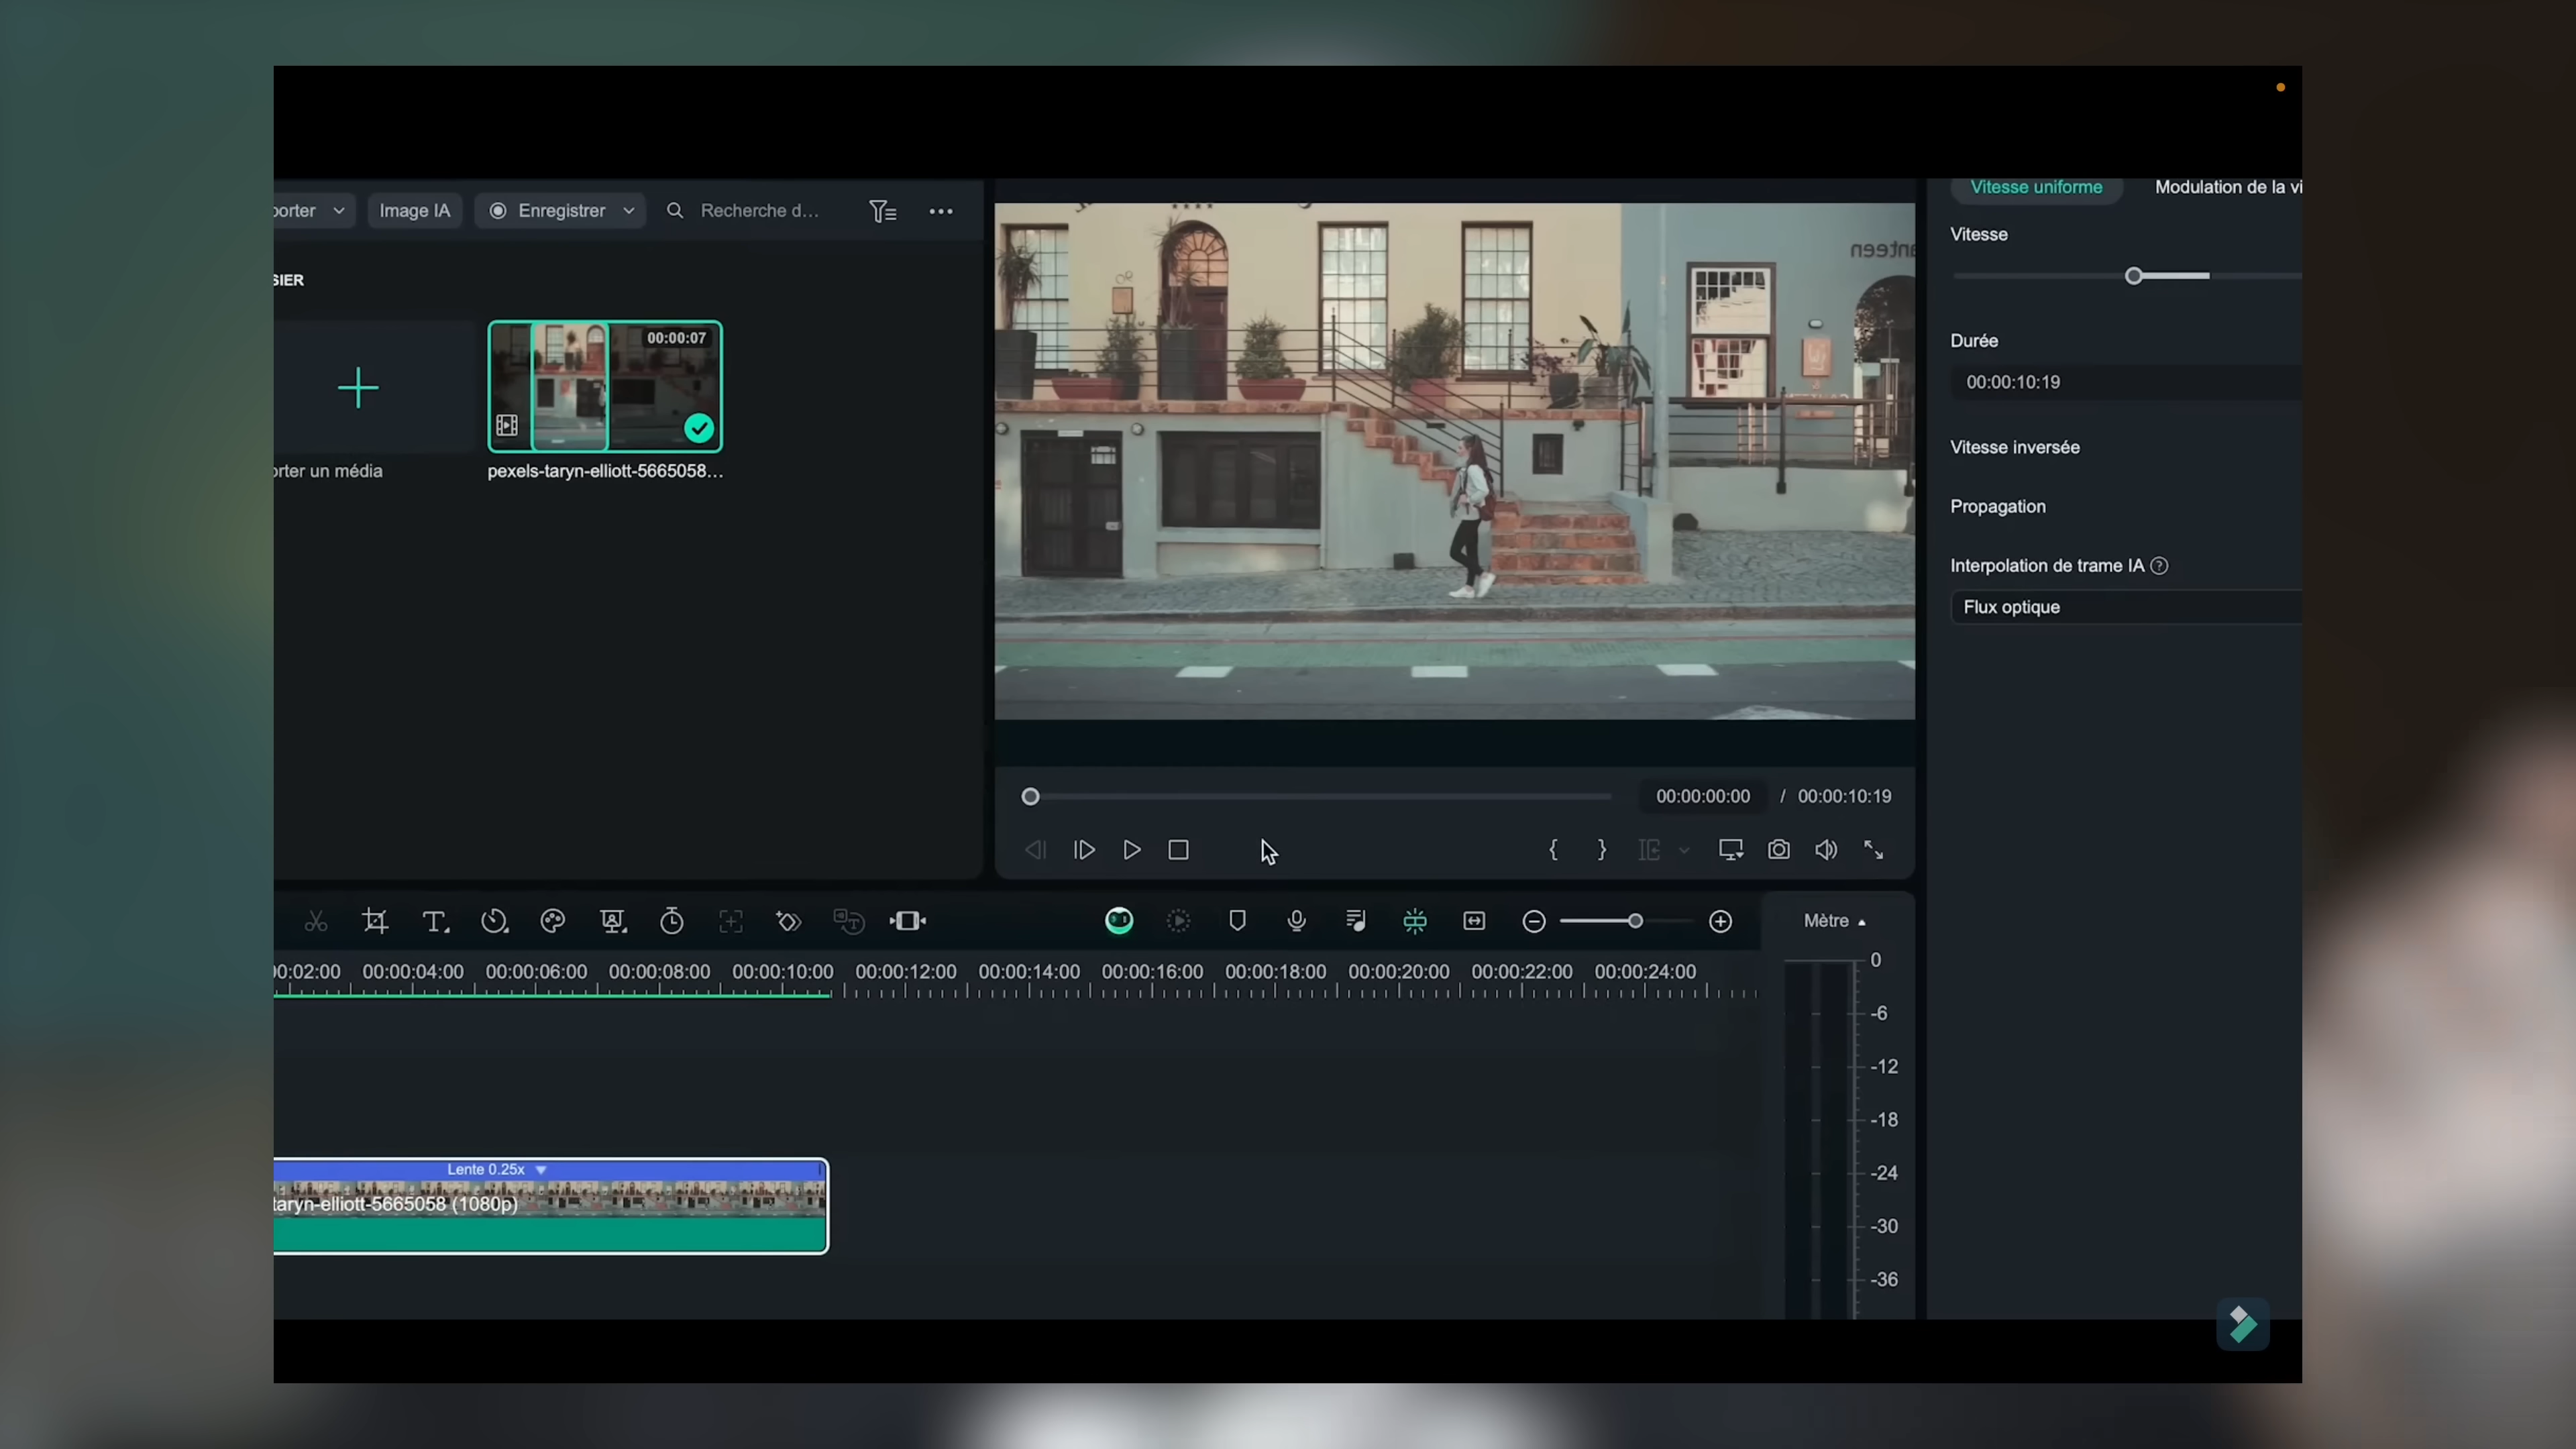 Vitesse uniforme
Modulation de la vi
porter
Image IA
Enregistrer
Recherche d...
Vitesse
SIER
00:00:07
orter un média
pexels-taryn-elliott-5665058...
Durée
00:00:10:19
Vitesse inversée
Propagation
Interpolation de trame IA
Flux optique
00:00:00:00 / 00:00:10:19
Mètre
00:02:00 00:00:04:00 00:00:06:00 00:00:08:00 00:00:10:00 00:00:12:00 00:00:14:00 00:00:16:00 00:00:18:00 00:00:20:00 00:00:22:00 00:00:24:00
0
-6
-12
-18
-24
-30
-36
Lente 0.25x
taryn-elliott-5665058 (1080p)